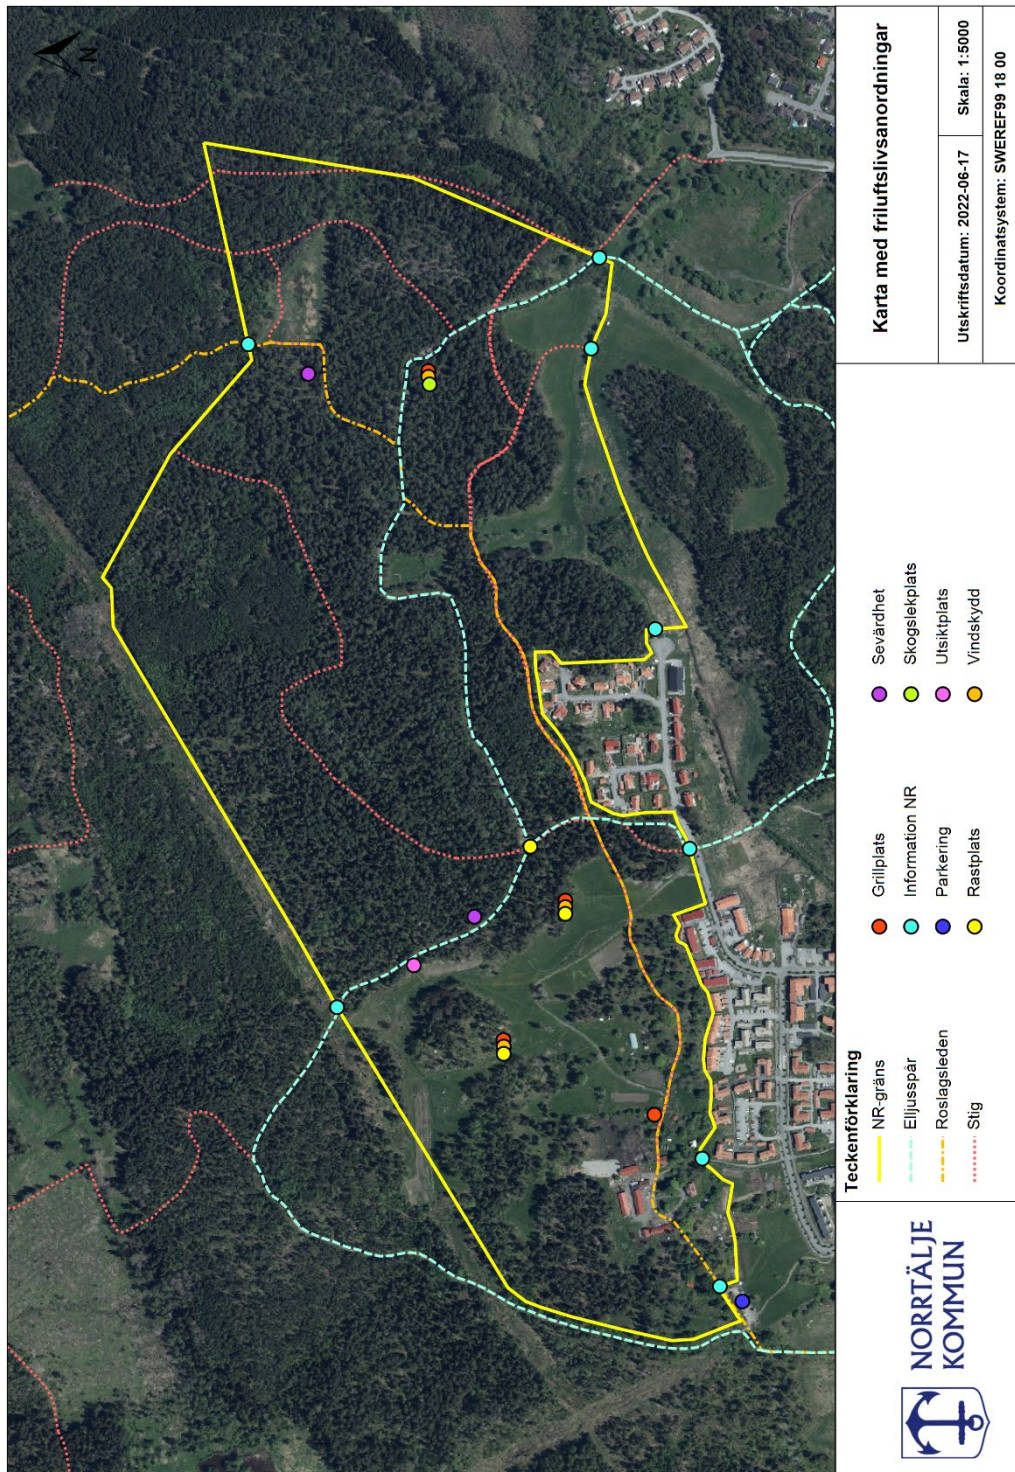 N
NORRTÄLJE
KOMMUN
Teckenförklaring
NR-gräns
Elljusspår
Roslagsleden
Stig
Grillplats
Information NR
Parkering
Rastplats
Sevärdhet
Skogslekplats
Utsiktplats
Vindskydd
Karta med friluftslivsanordningar
Utskriftsdatum: 2022-06-17
Skala: 1:5000
Koordinatsystem: SWEREF99 18 00